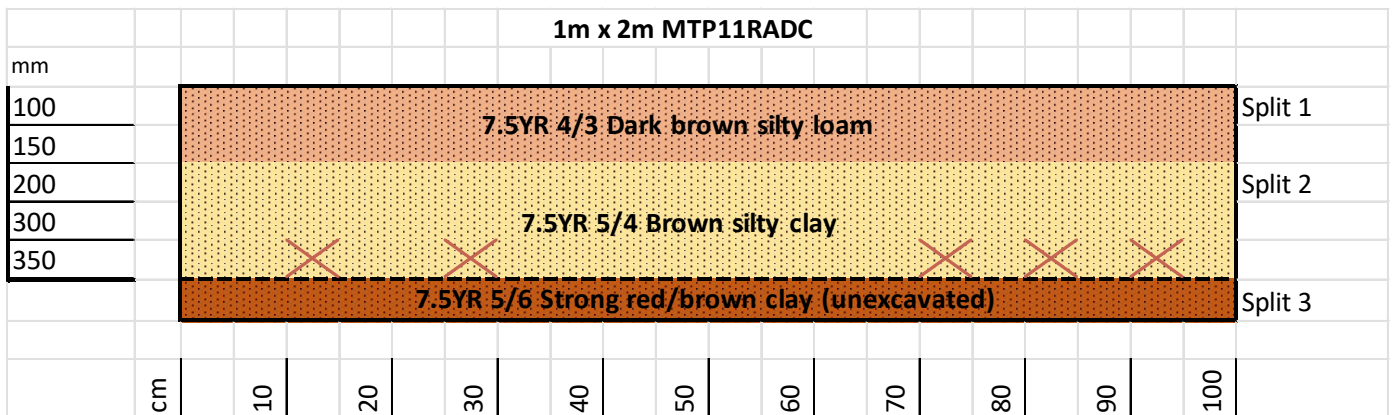 1m x 2m MTP11RADC
mm
100
Split 1
7.5YR 4/3 Dark brown silty loam
150
200
Split 2
300
7.5YR 5/4 Brown silty clay
350
7.5YR 5/6 Strong red/brown clay (unexcavated)
Split 3
cm 10 20 30 40 50 60 70 80 90 100